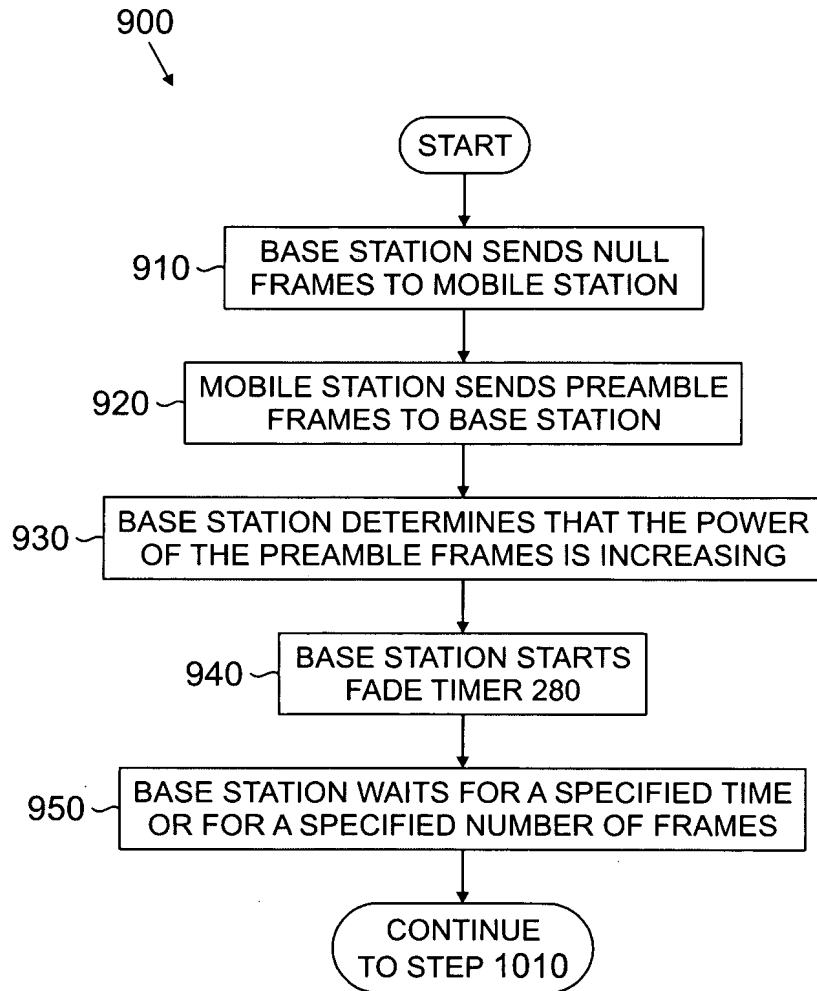 900
START
910
BASE STATION SENDS NULL
FRAMES TO MOBILE STATION
920
MOBILE STATION SENDS PREAMBLE
FRAMES TO BASE STATION
930
BASE STATION DETERMINES THAT THE POWER
OF THE PREAMBLE FRAMES IS INCREASING
940
BASE STATION STARTS
FADE TIMER 280
950
BASE STATION WAITS FOR A SPECIFIED TIME
OR FOR A SPECIFIED NUMBER OF FRAMES
CONTINUE
TO STEP 1010